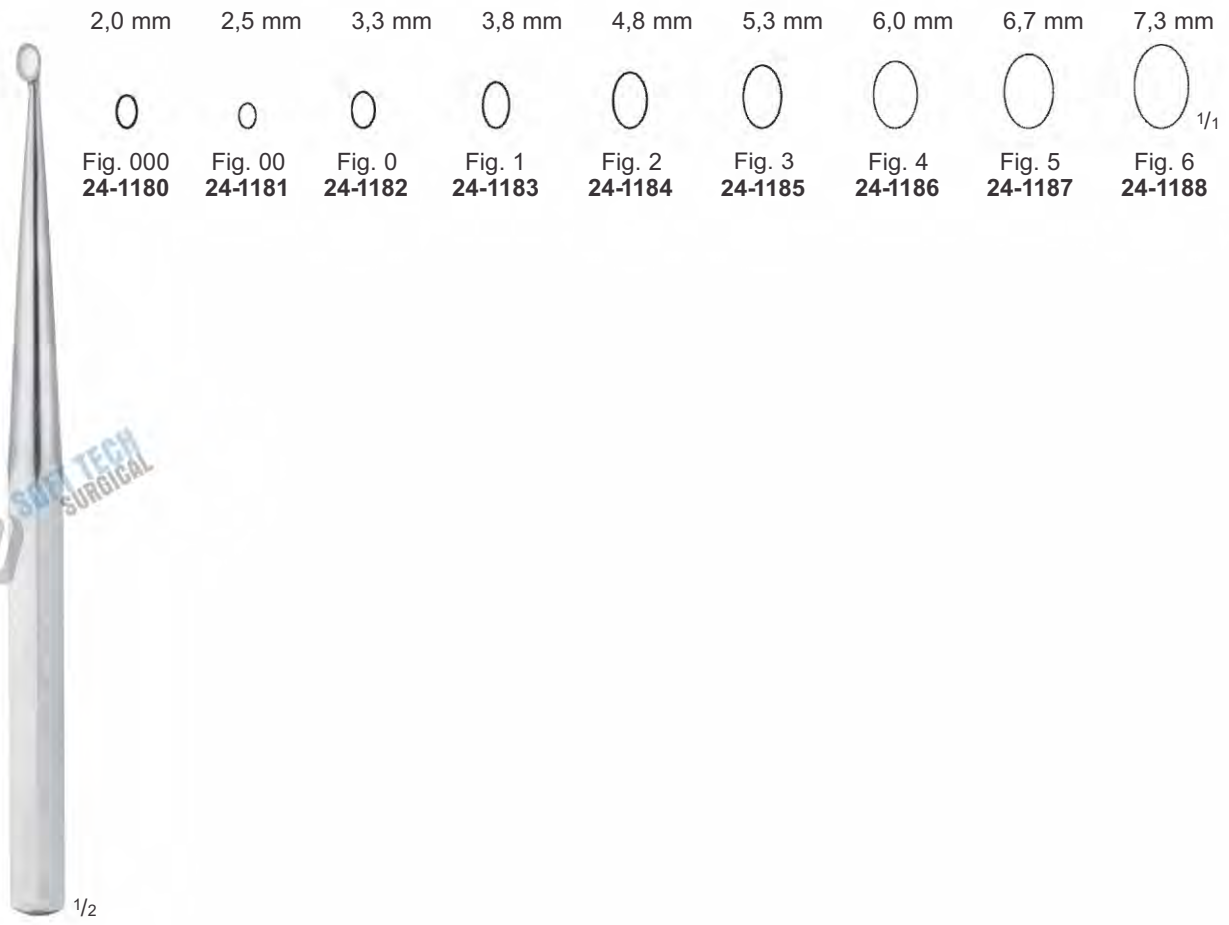 2,0 mm 2,5 mm 3,3 mm 3,8 mm 4,8 mm 5,3 mm 6,0 mm 6,7 mm 7,3 mm
1/1
Fig. 000 Fig. 00 Fig. 0 Fig. 1 Fig. 2 Fig. 3 Fig. 4 Fig. 5 Fig. 6
24-1180 24-1181 24-1182 24-1183 24-1184 24-1185 24-1186 24-1187 24-1188
SOFT TECH
SURGICAL
1/2